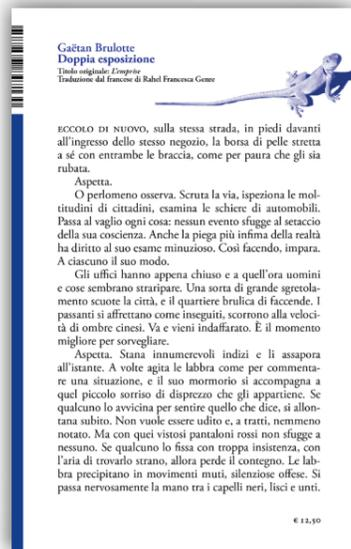 Gaëtan Brulotte
Doppia esposizione
Titolo originale: L'emprise
Traduzione dal francese di Rahel Francesca Genre
ECCOLO DI NUOVO, sulla stessa strada, in piedi davanti
all'ingresso dello stesso negozio, la borsa di pelle stretta
a sé con entrambe le braccia, come per paura che gli sia
rubata.
Aspetta.
O perlomeno osserva. Scruta la via, ispeziona le mol-
titudini di cittadini, esamina le schiere di automobili.
Passa al vaglio ogni cosa: nessun evento sfugge al setaccio
della sua coscienza. Anche la piega più infima della realtà
ha diritto al suo esame minuzioso. Così facendo, impara.
A ciascuno il suo modo.
Gli uffici hanno appena chiuso e a quell'ora uomini
e cose sembrano straripare. Una sorta di grande sgretola-
mento scuote la città, e il quartiere brulica di faccende. I
passanti si affrettano come inseguiti, scorrono alla veloci-
tà di ombre cinesi. Va e vieni indaffarato. È il momento
migliore per sorvegliare.
Aspetta. Stana innumerevoli indizi e li assapora
all'istante. A volte agita le labbra come per commenta-
re una situazione, e il suo mormorio si accompagna a
quel piccolo sorriso di disprezzo che gli appartiene. Se
qualcuno lo avvicina per sentire quello che dice, si allon-
tana subito. Non vuole essere udito e, a tratti, nemmeno
notato. Ma con quei vistosi pantaloni rossi non sfugge a
nessuno. Se qualcuno lo fissa con troppa insistenza, con
l'aria di trovarlo strano, allora perde il contegno. Le lab-
bra precipitano in movimenti muti, silenziose offese. Si
passa nervosamente la mano tra i capelli neri, lisci e unti.
€ 12,50